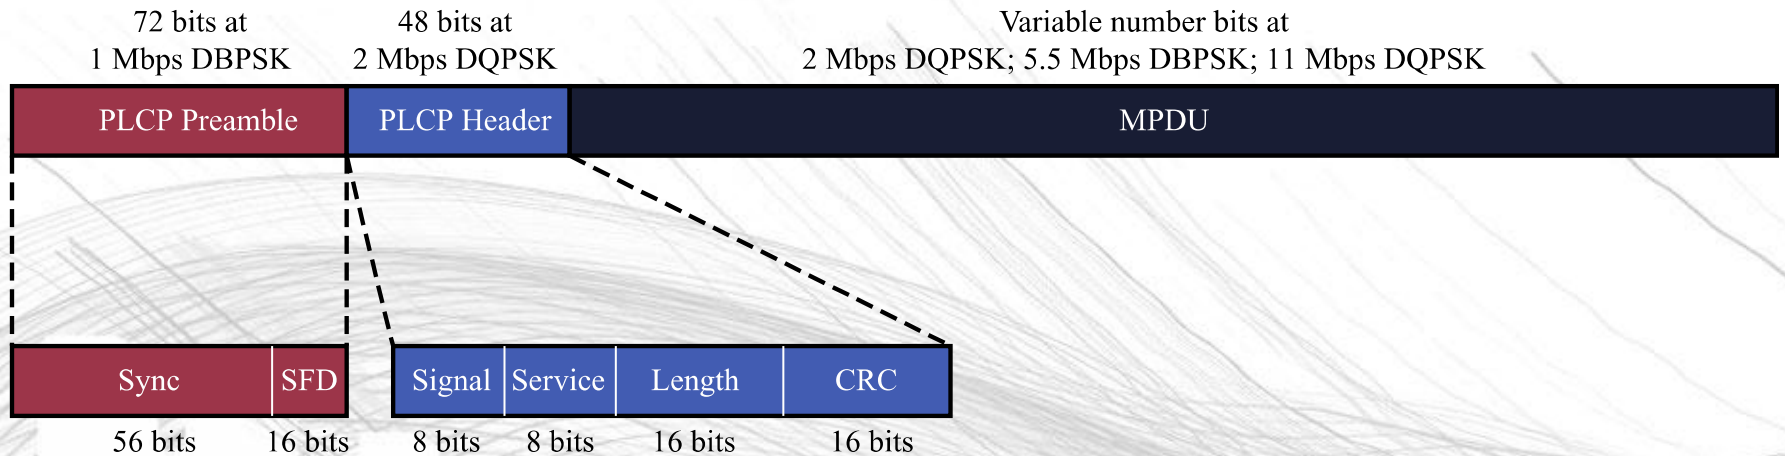 72 bits at
1 Mbps DBPSK
48 bits at
2 Mbps DQPSK
Variable number bits at
2 Mbps DQPSK; 5.5 Mbps DBPSK; 11 Mbps DQPSK
PLCP Preamble
PLCP Header
MPDU
Sync
SFD
Signal
Service
Length
CRC
56 bits
16 bits
8 bits
8 bits
16 bits
16 bits